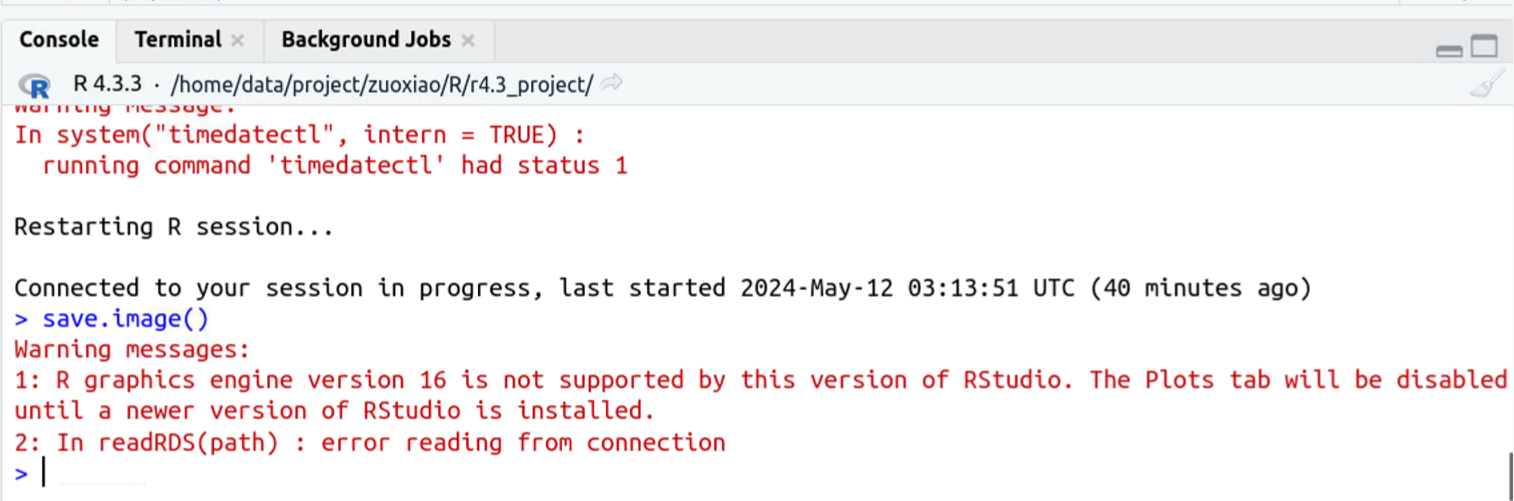 Console Terminal × Background Jobs ×
R R 4.3.3 · /home/data/project/zuoxiao/R/r4.3_project/
Warning message:
In system("timedatectl", intern = TRUE) :
running command 'timedatectl' had status 1
Restarting R session...
Connected to your session in progress, last started 2024-May-12 03:13:51 UTC (40 minutes ago)
> save.image()
Warning messages:
1: R graphics engine version 16 is not supported by this version of RStudio. The Plots tab will be disabled
until a newer version of RStudio is installed.
2: In readRDS(path) : error reading from connection
>